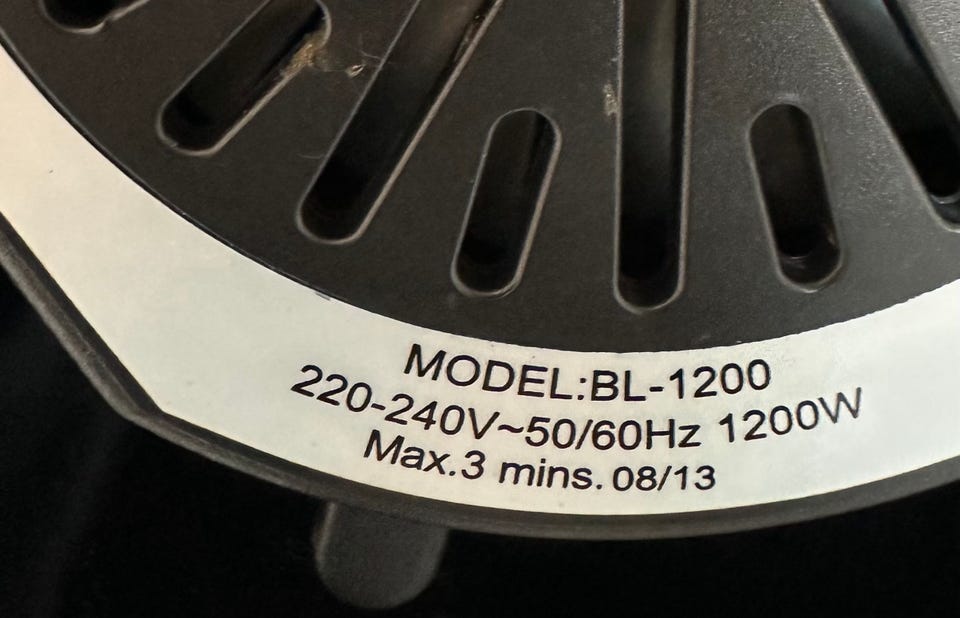 MODEL:BL-1200
220-240V~50/60Hz 1200W
Max.3 mins. 08/13